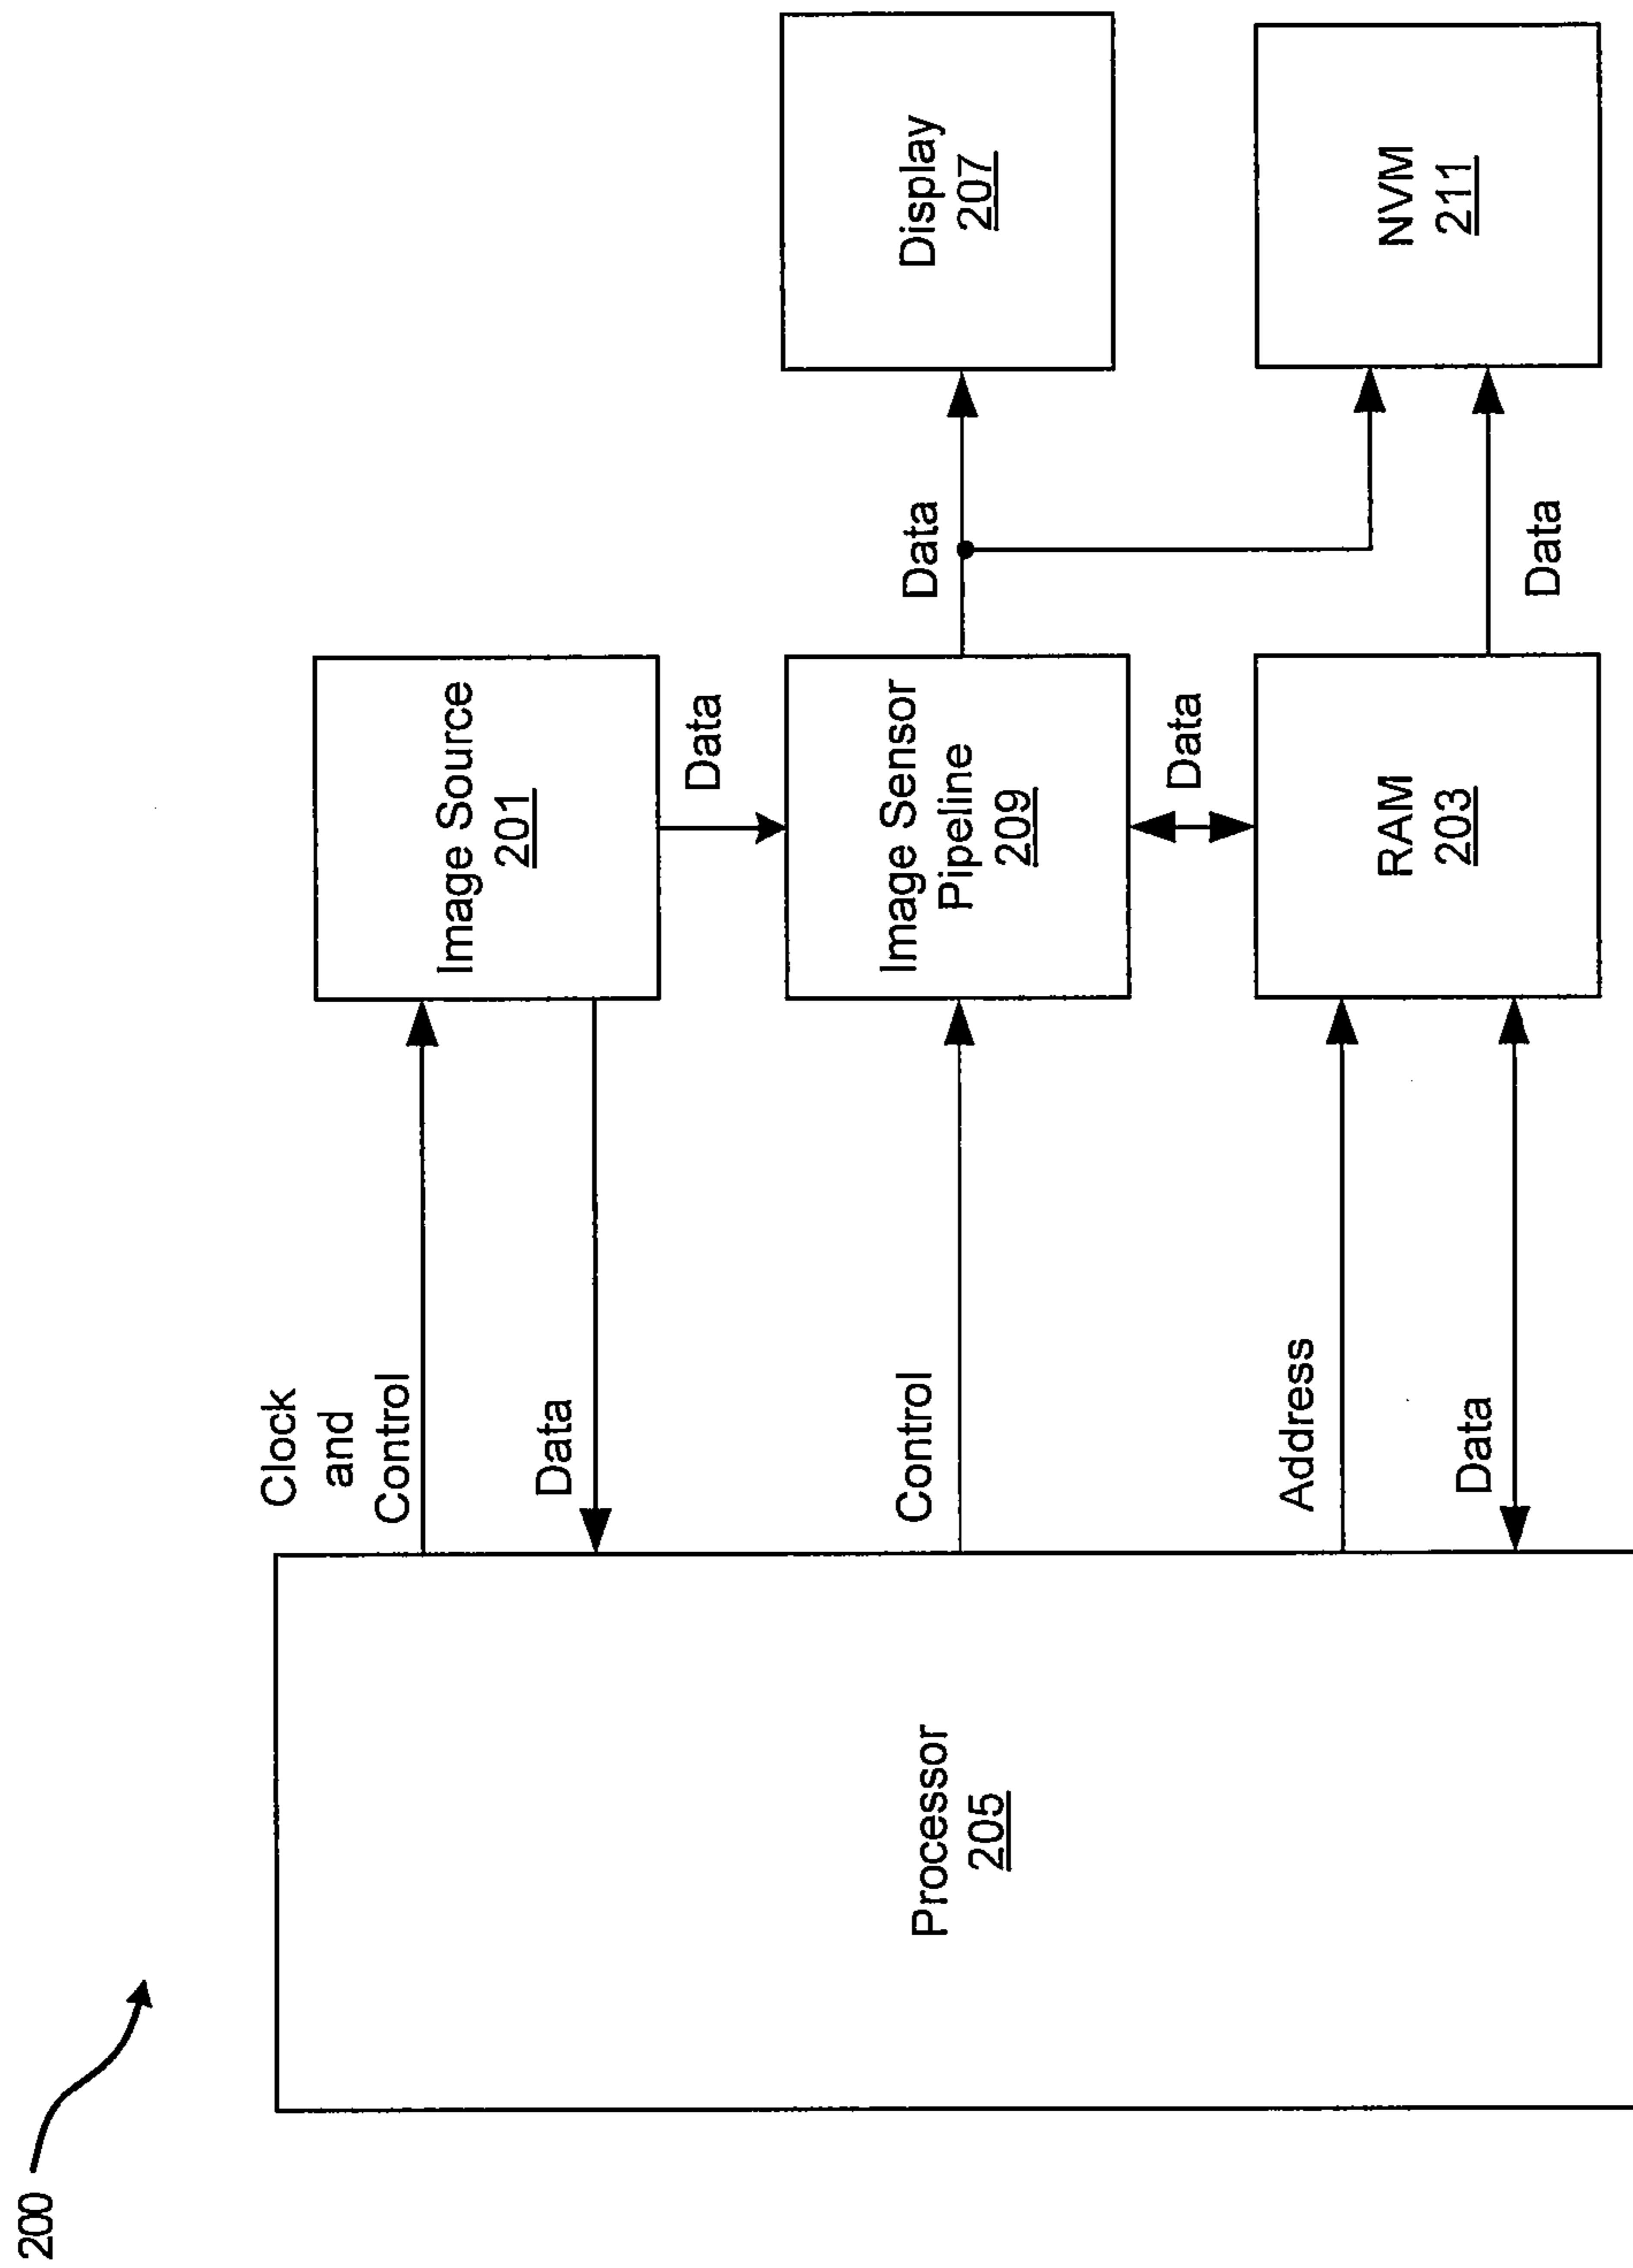 200
Processor
205
Clock
and
Control
Data
Control
Address
Data
Image Source
201
Data
Image Sensor
Pipeline
209
Data
RAM
203
Data
Data
Display
207
NVM
211